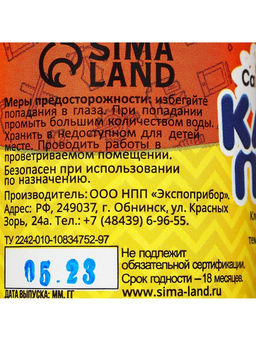 SIMA
LAND
Меры предосторожности: избегайте
попадания в глаза. При попадании
промыть большим количеством воды.
Хранить в недоступном для детей
месте. Проводить работы в
проветриваемом помещении.
Безопасен при использовании
по назначению.
Производитель: ООО НПП «Экспоприбор».
Адрес: РФ, 249037, г. Обнинск, ул. Красных
Зорь, 24а. Тел.: +7 (48439) 6-96-55.
ТУ 2242-010-10834752-97
05.23
ДАТА ВЫПУСКА: ММ. ГГ
Не подлежит
обязательной сертификации.
Срок годности – 18 месяцев.
www.sima-land.ru